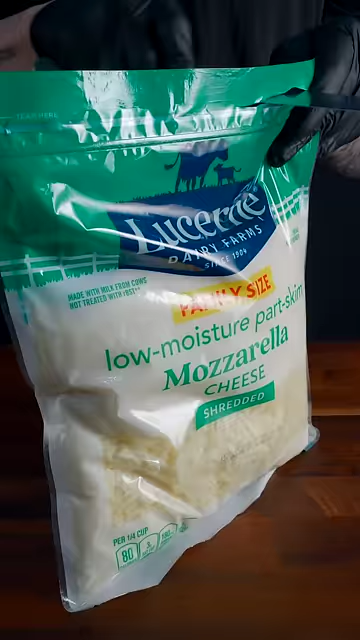 TEAR HERE
Lucerne®
DAIRY FARMS
SINCE 1904
MADE WITH MILK FROM COWS
NOT TREATED WITH rBST**
FAMILY SIZE
low-moisture part-skim
Mozzarella
CHEESE
SHREDDED
PER 1/4 CUP
80